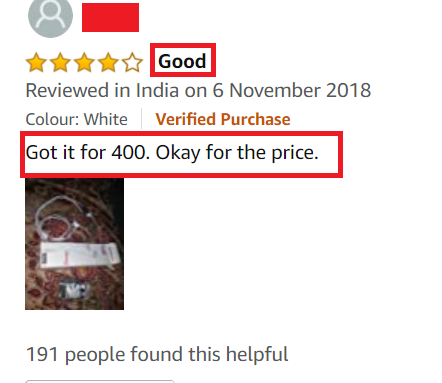 Good
Reviewed in India on 6 November 2018
Colour: White Verified Purchase
Got it for 400. Okay for the price.
191 people found this helpful